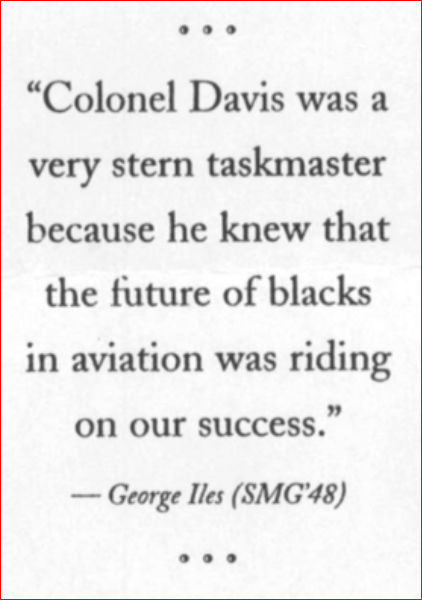 • • •
“Colonel Davis was a
very stern taskmaster
because he knew that
the future of blacks
in aviation was riding
on our success.”
— George Iles (SMG’48)
• • •